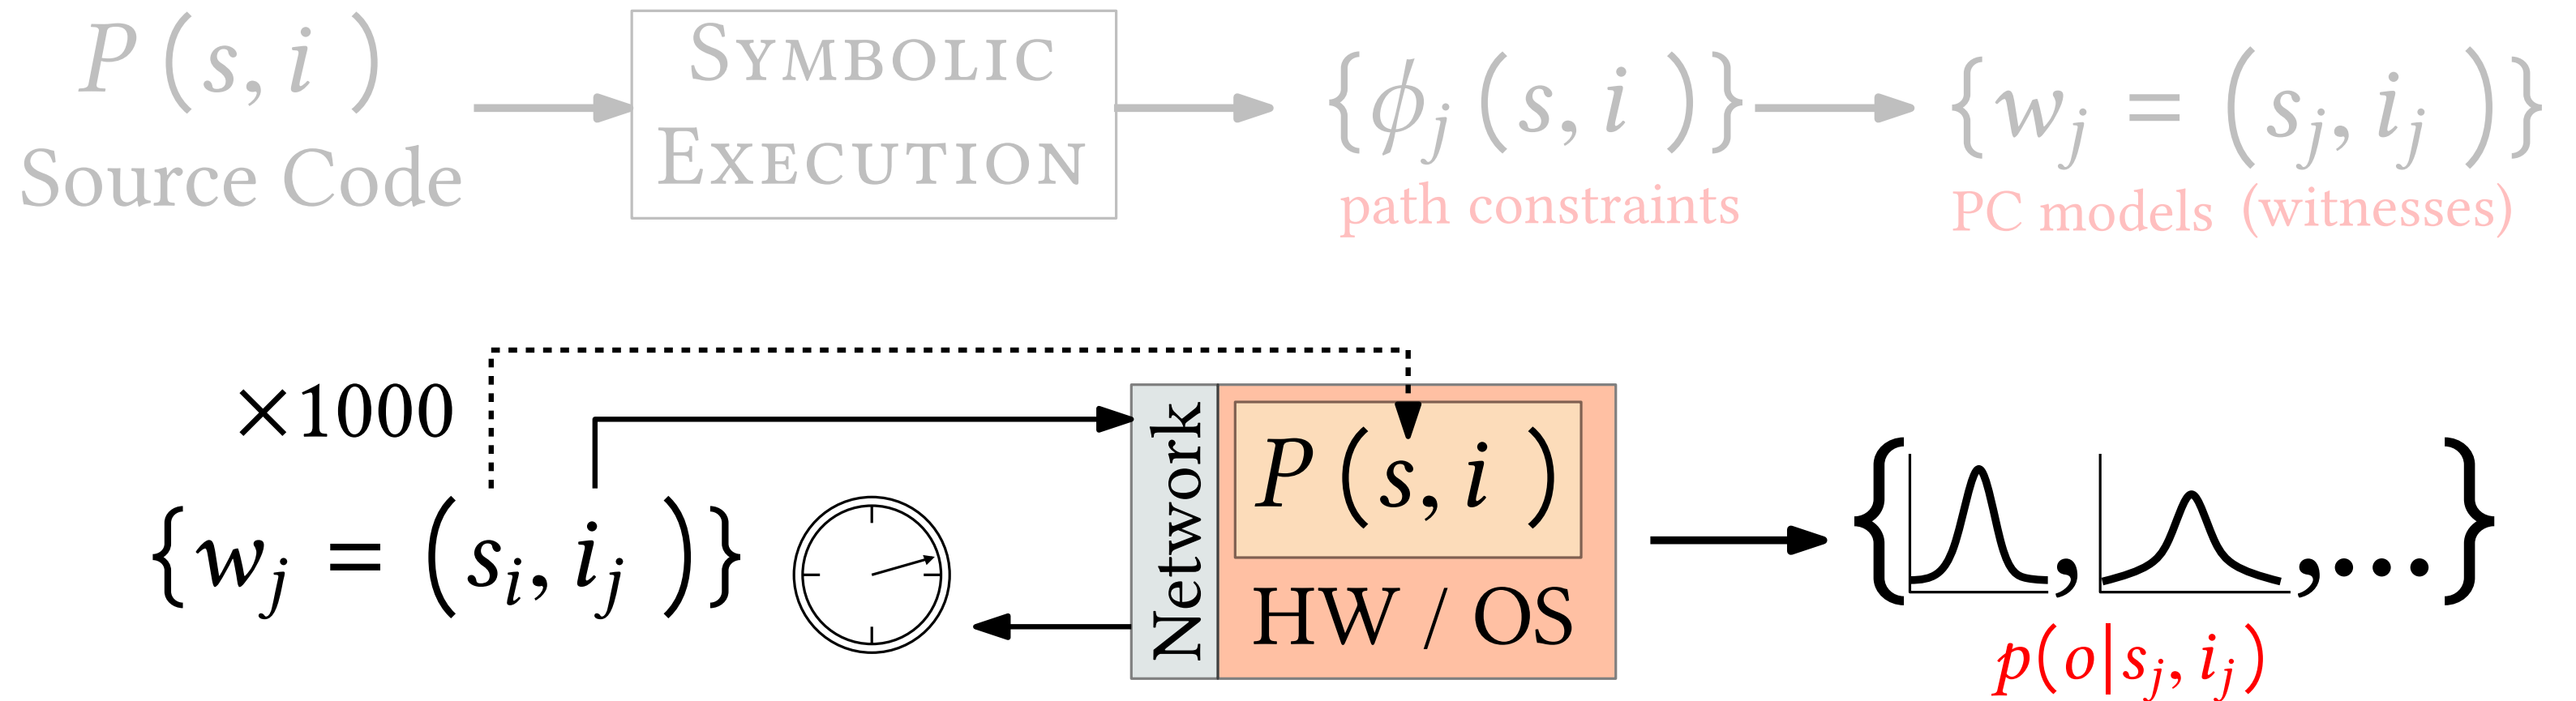 P(s, i)
Source Code
SYMBOLIC
EXECUTION
{ϕⱼ(s, i)}
path constraints
{wⱼ = (sⱼ, iⱼ)}
PC models (witnesses)
×1000
{wⱼ = (sᵢ, iⱼ)}
Network
P(s, i)
HW / OS
{ , ,...}
p(o|sⱼ, iⱼ)